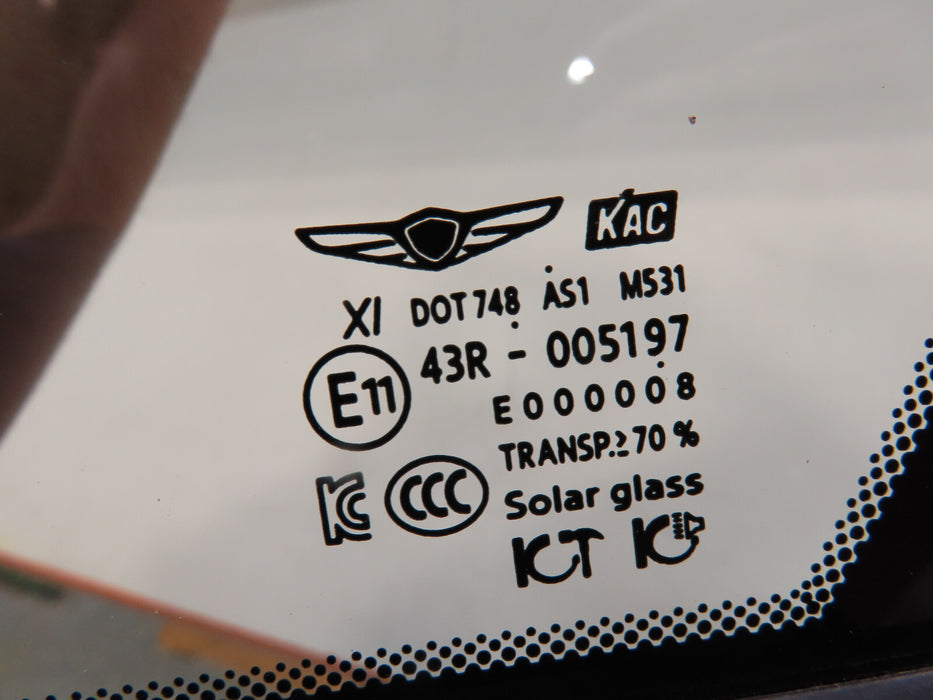 KAC
XI DOT 748 AS1 M531
E11 43R - 005197
E000008
TRANSP.≥70%
CCC Solar glass